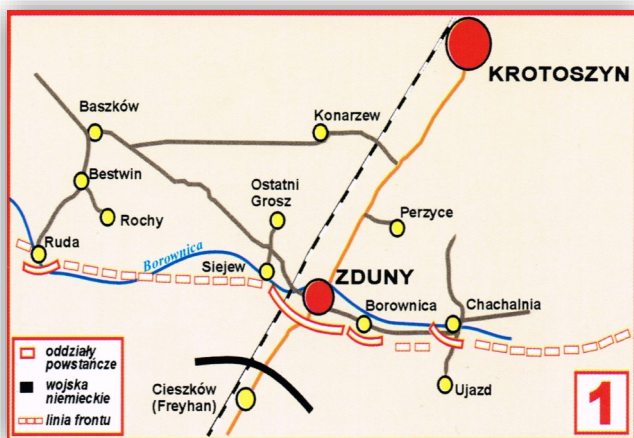 KROTOSZYN
Baszków
Konarzew
Bestwin
Ostatni
Grosz
Rochy
Perzyce
Ruda
Borownica
Siejew
ZDUNY
Borownica
Chachalnia
oddziały
powstańcze
wojska
niemieckie
linia frontu
Cieszków
(Freyhan)
Ujazd
1